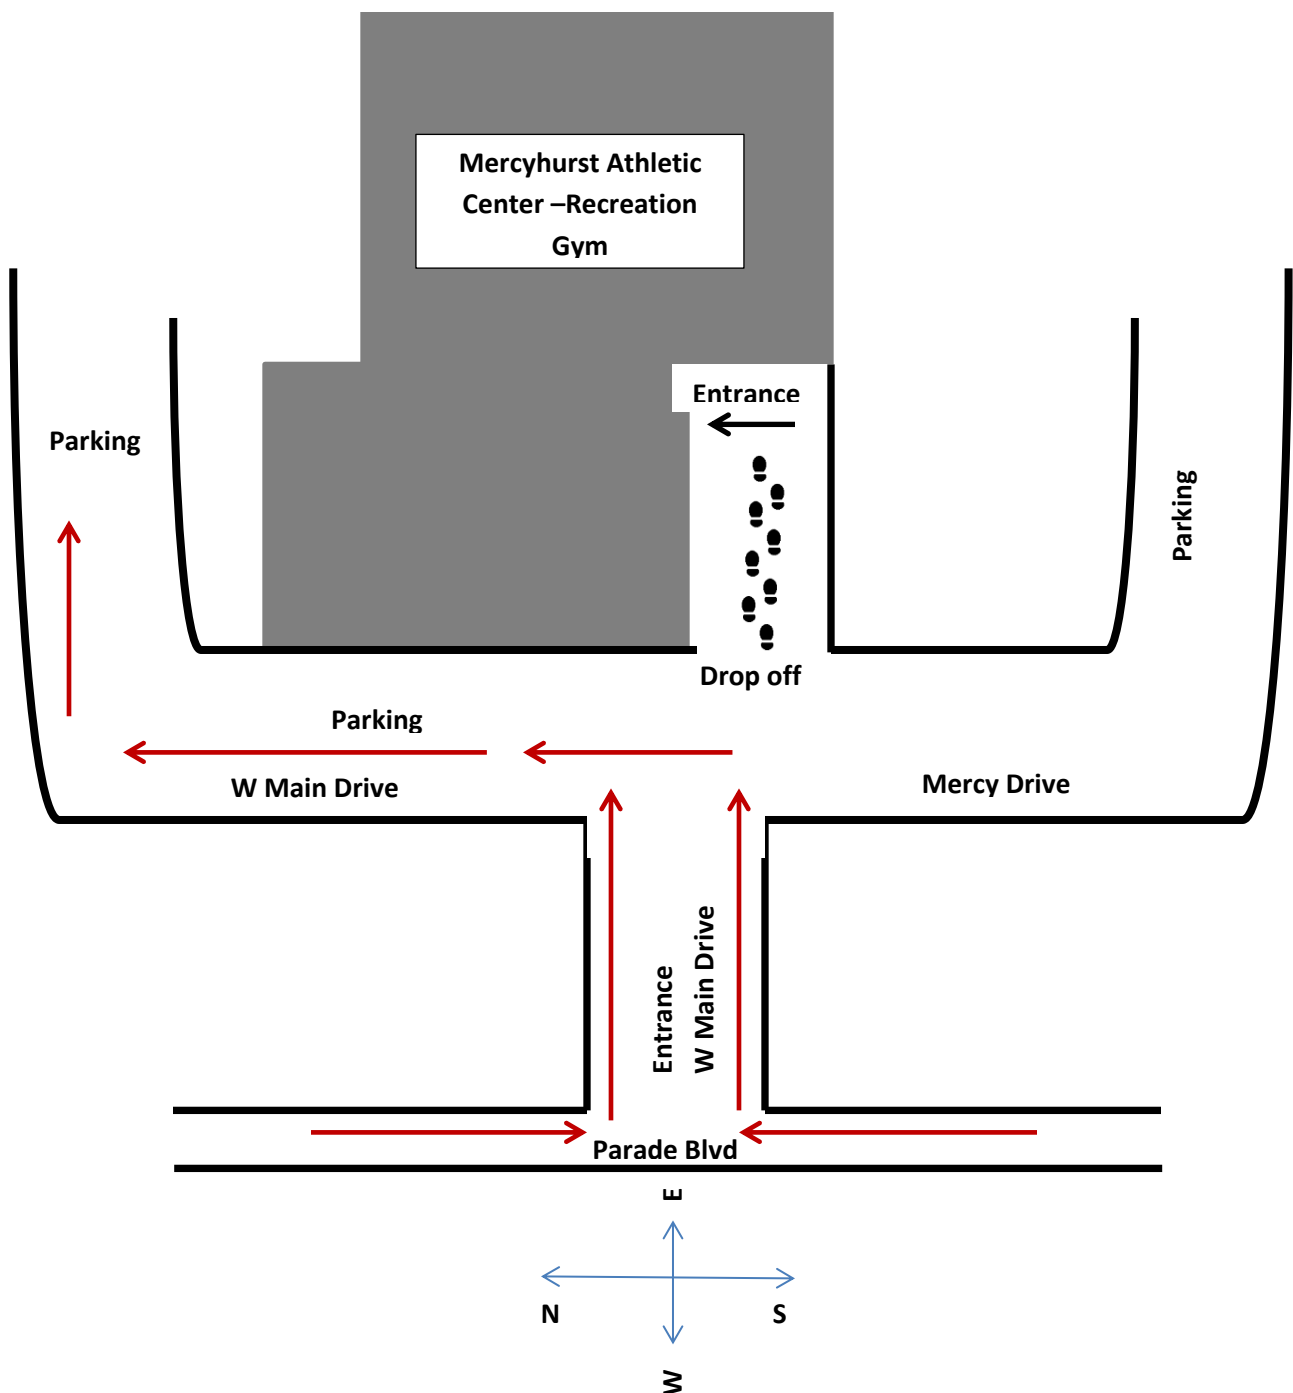 Mercyhurst Athletic
Center –Recreation
Gym
Entrance
Parking
Parking
Drop off
Parking
W Main Drive
Mercy Drive
Entrance
W Main Drive
Parade Blvd
E
N
S
W